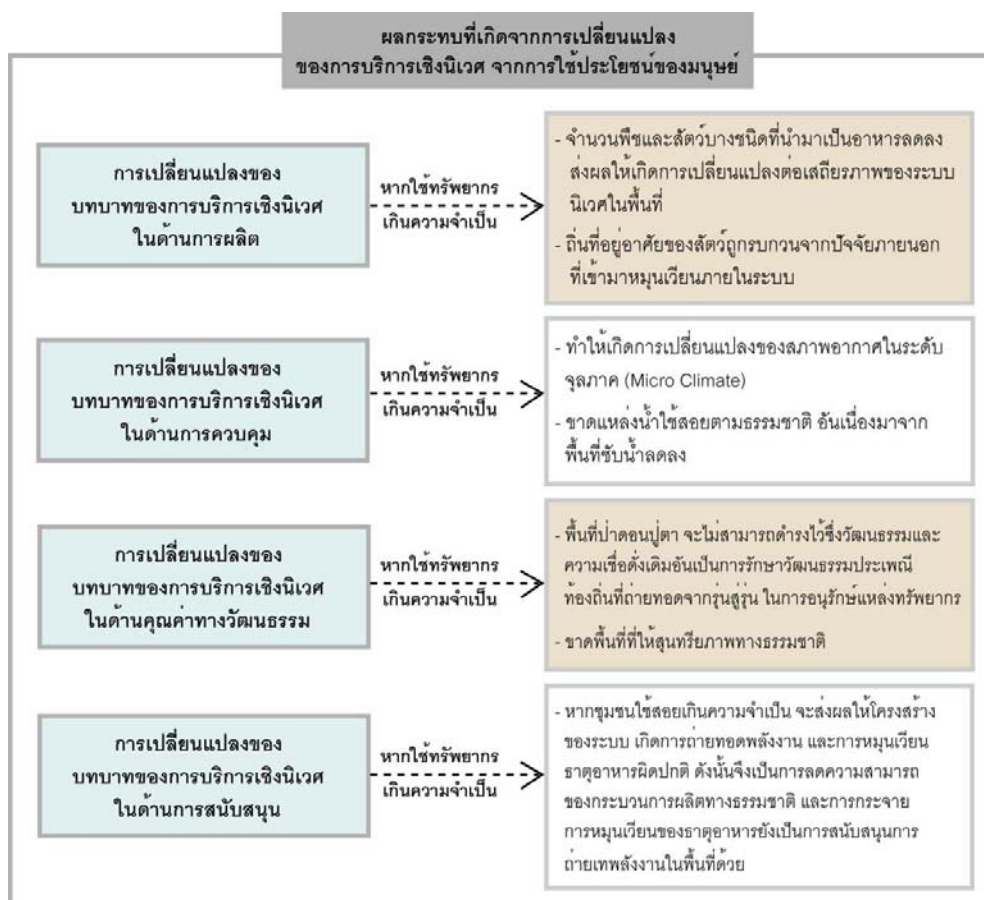 ผลกระทบที่เกิดจากการเปลี่ยนแปลง
ของการบริการเชิงนิเวศ จากการใช้ประโยชน์ของมนุษย์
การเปลี่ยนแปลงของ
บทบาทของการบริการเชิงนิเวศ
ในด้านการผลิต
หากใช้ทรัพยากร
เกินความจำเป็น
- จำนวนพืชและสัตว์บางชนิดที่นำมาเป็นอาหารลดลง
ส่งผลให้เกิดการเปลี่ยนแปลงต่อเสถียรภาพของระบบ
นิเวศในพื้นที่
- ถิ่นที่อยู่อาศัยของสัตว์ถูกรบกวนจากปัจจัยภายนอก
ที่เข้ามาหมุนเวียนภายในระบบ
การเปลี่ยนแปลงของ
บทบาทของการบริการเชิงนิเวศ
ในด้านการควบคุม
หากใช้ทรัพยากร
เกินความจำเป็น
- ทำให้เกิดการเปลี่ยนแปลงของสภาพอากาศในระดับ
จุลภาค (Micro Climate)
- ขาดแหล่งน้ำใช้สอยตามธรรมชาติ อันเนื่องมาจาก
พื้นที่ซับน้ำลดลง
การเปลี่ยนแปลงของ
บทบาทของการบริการเชิงนิเวศ
ในด้านคุณค่าทางวัฒนธรรม
หากใช้ทรัพยากร
เกินความจำเป็น
- พื้นที่ป่าดอนปู่ตา จะไม่สามารถดำรงไว้ซึ่งวัฒนธรรมและ
ความเชื่อดั่งเดิมอันเป็นการรักษาวัฒนธรรมประเพณี
ท้องถิ่นที่ถ่ายทอดจากรุ่นสู่รุ่น ในการอนุรักษ์แหล่งทรัพยากร
- ขาดพื้นที่ที่ให้สุนทรียภาพทางธรรมชาติ
การเปลี่ยนแปลงของ
บทบาทของการบริการเชิงนิเวศ
ในด้านการสนับสนุน
หากใช้ทรัพยากร
เกินความจำเป็น
- หากชุมชนใช้สอยเกินความจำเป็น จะส่งผลให้โครงสร้าง
ของระบบ เกิดการถ่ายทอดพลังงาน และการหมุนเวียน
ธาตุอาหารผิดปกติ ดังนั้นจึงเป็นการลดความสามารถ
ของกระบวนการผลิตทางธรรมชาติ และการกระจาย
การหมุนเวียนของธาตุอาหารยังเป็นการสนับสนุนการ
ถ่ายเทพลังงานในพื้นที่ด้วย